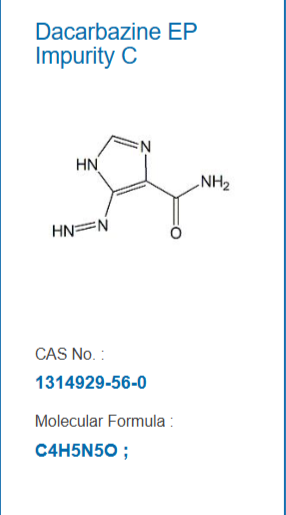 Dacarbazine EP
Impurity C
N
HN
NH2
HN
N
O
CAS No. :
1314929-56-0
Molecular Formula :
C4H5N5O ;